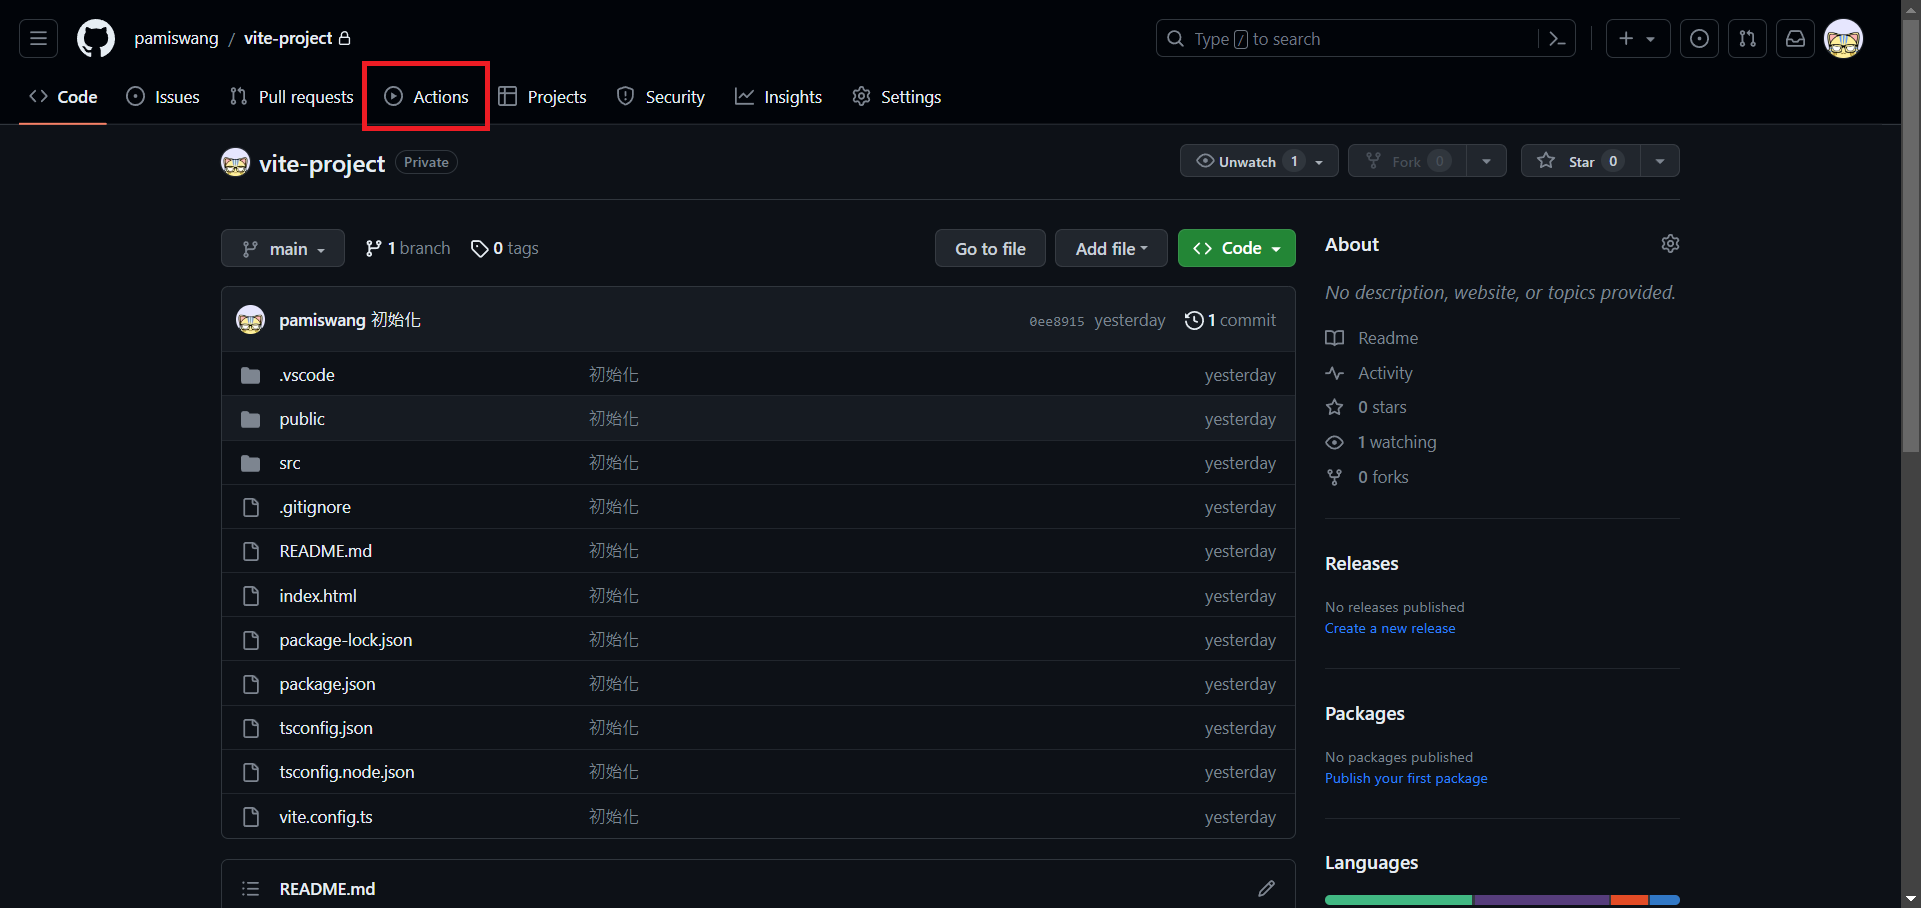 pamiswang / vite-project
Type / to search
Code Issues Pull requests Actions Projects Security Insights Settings
vite-project Private
Unwatch 1 Fork 0 Star 0
main 1 branch 0 tags Go to file Add file Code
pamiswang 初始化 0ee8915 yesterday 1 commit
.vscode 初始化 yesterday
public 初始化 yesterday
src 初始化 yesterday
.gitignore 初始化 yesterday
README.md 初始化 yesterday
index.html 初始化 yesterday
package-lock.json 初始化 yesterday
package.json 初始化 yesterday
tsconfig.json 初始化 yesterday
tsconfig.node.json 初始化 yesterday
vite.config.ts 初始化 yesterday
README.md
About
No description, website, or topics provided.
Readme
Activity
0 stars
1 watching
0 forks
Releases
No releases published
Create a new release
Packages
No packages published
Publish your first package
Languages